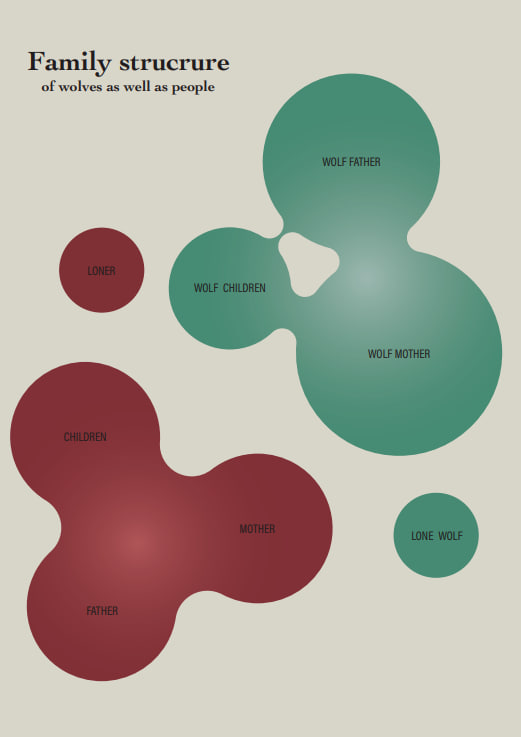 Family strucrure
of wolves as well as people
WOLF FATHER
LONER
WOLF CHILDREN
WOLF MOTHER
CHILDREN
MOTHER
LONE WOLF
FATHER